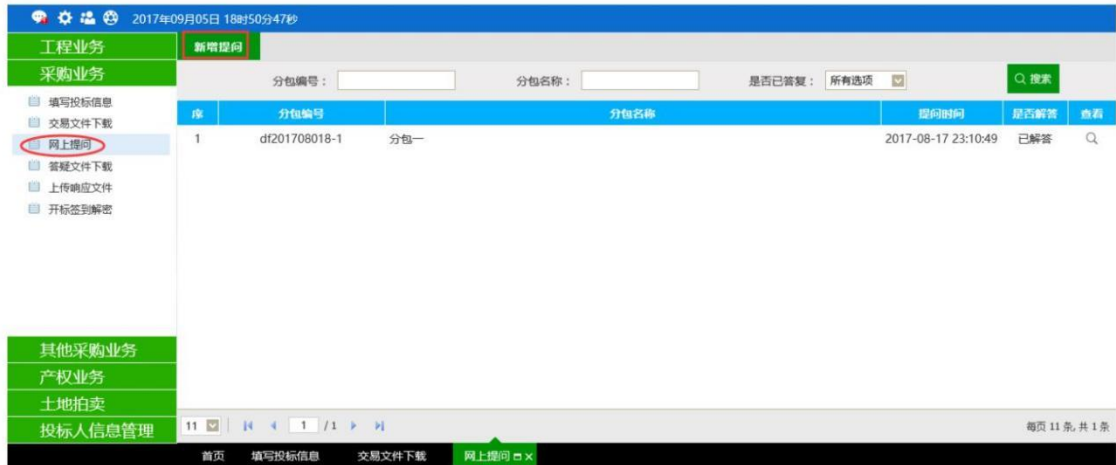 2017年09月05日 18时50分47秒
工程业务
新增提问
采购业务
分包编号： 分包名称： 是否已答复： 所有选项 搜索
填写投标信息
交易文件下载
网上提问
答疑文件下载
上传响应文件
开标签到解密
序 分包编号 分包名称 提问时间 是否解答 查看
1 df201708018-1 分包一 2017-08-17 23:10:49 已解答
其他采购业务
产权业务
土地拍卖
投标人信息管理
11 1 /1 每页 11 条, 共 1 条
首页 填写投标信息 交易文件下载 网上提问